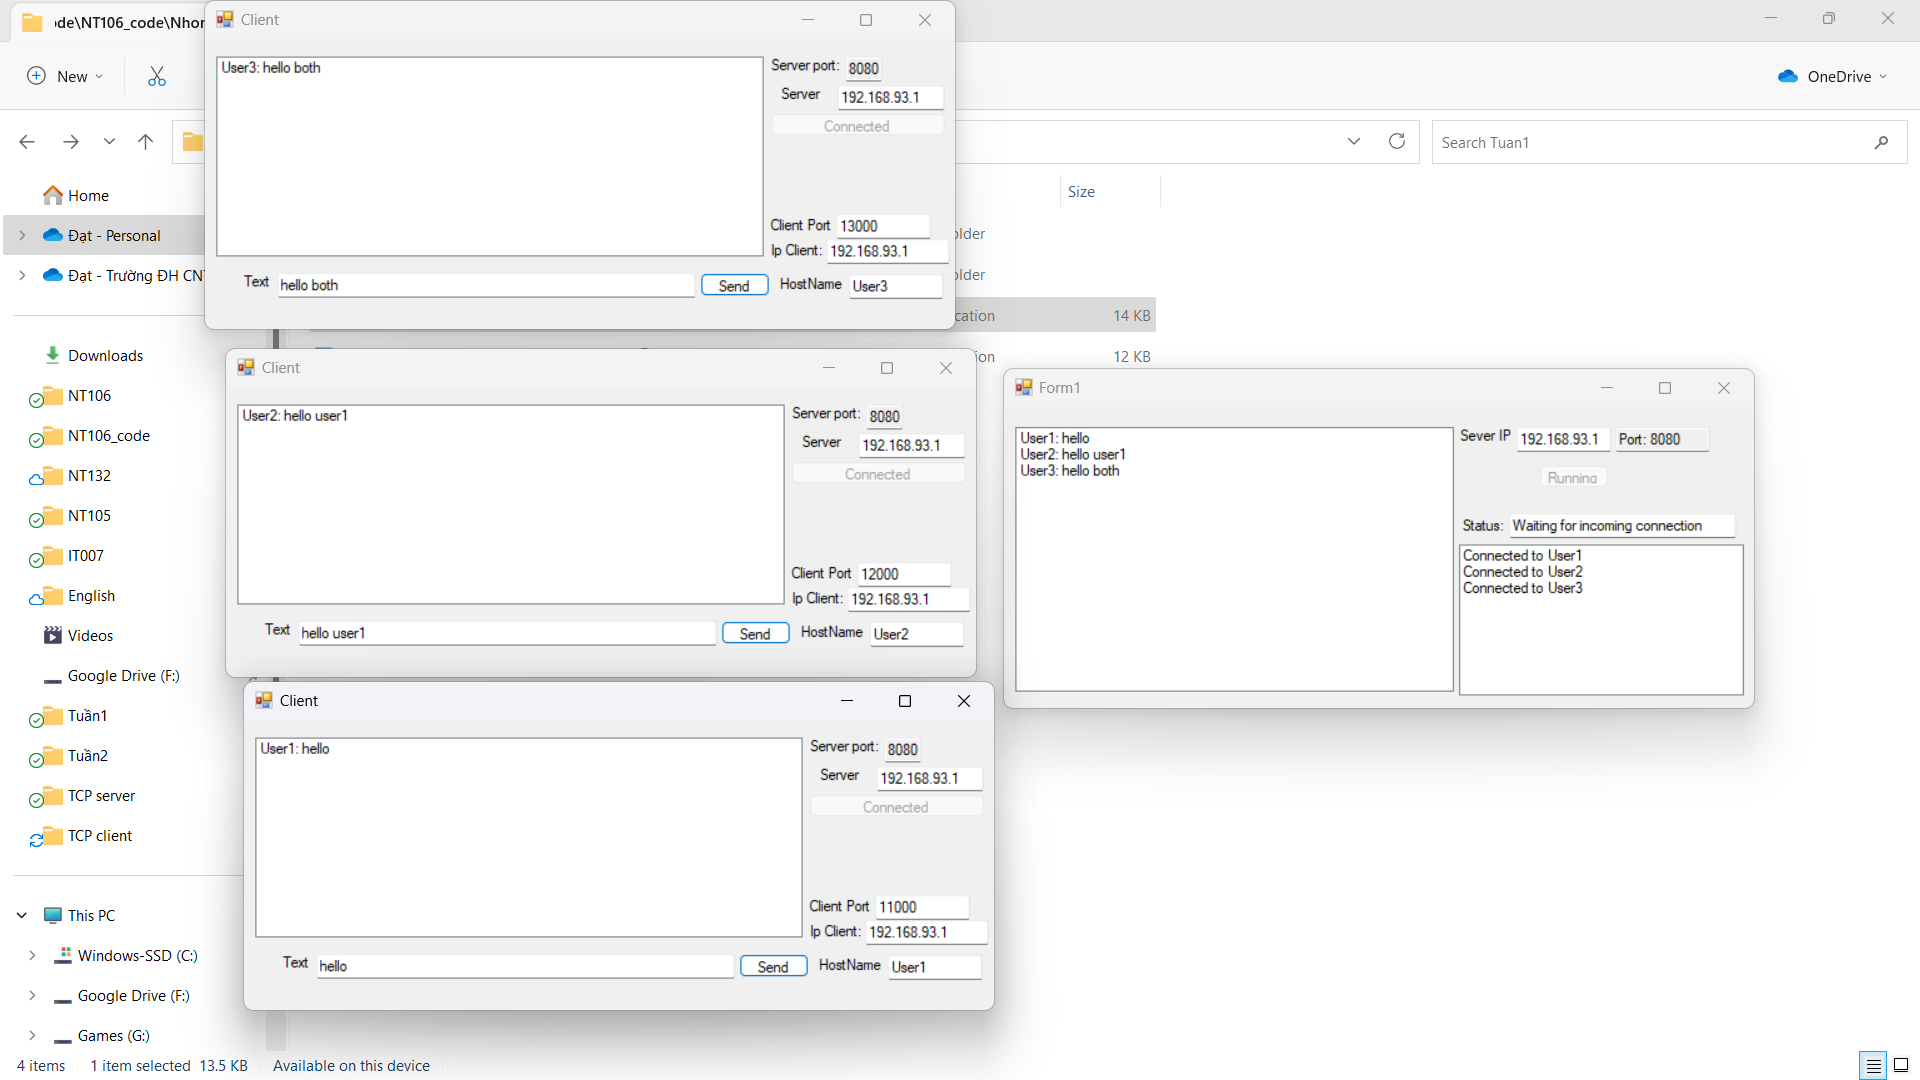 ode\NT106_code\Nhor
New
OneDrive
Search Tuan1
Home
Đạt - Personal
Đạt - Trường ĐH CN
Downloads
NT106
NT106_code
NT132
NT105
IT007
English
Videos
Google Drive (F:)
Tuần1
Tuần2
TCP server
TCP client
This PC
Windows-SSD (C:)
Google Drive (F:)
Games (G:)
4 items
1 item selected 13.5 KB
Available on this device
Size
older
older
cation
14 KB
ion
12 KB
Client
User3: hello both
Server port: 8080
Server 192.168.93.1
Connected
Client Port 13000
Ip Client: 192.168.93.1
Text hello both Send HostName User3
Client
User2: hello user1
Server port: 8080
Server 192.168.93.1
Connected
Client Port 12000
Ip Client: 192.168.93.1
Text hello user1 Send HostName User2
Client
User1: hello
Server port: 8080
Server 192.168.93.1
Connected
Client Port 11000
Ip Client: 192.168.93.1
Text hello Send HostName User1
Form1
User1: hello
User2: hello user1
User3: hello both
Sever IP 192.168.93.1 Port: 8080
Running
Status: Waiting for incoming connection
Connected to User1
Connected to User2
Connected to User3